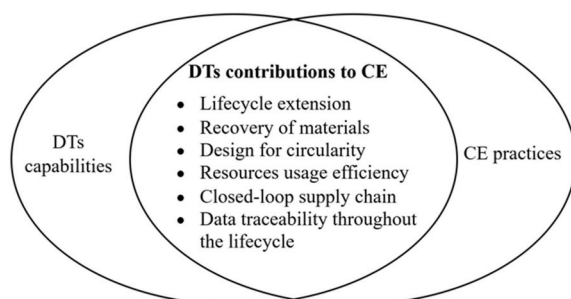 DTs contributions to CE
• Lifecycle extension
• Recovery of materials
• Design for circularity
• Resources usage efficiency
• Closed-loop supply chain
• Data traceability throughout
the lifecycle
DTs
capabilities
CE practices